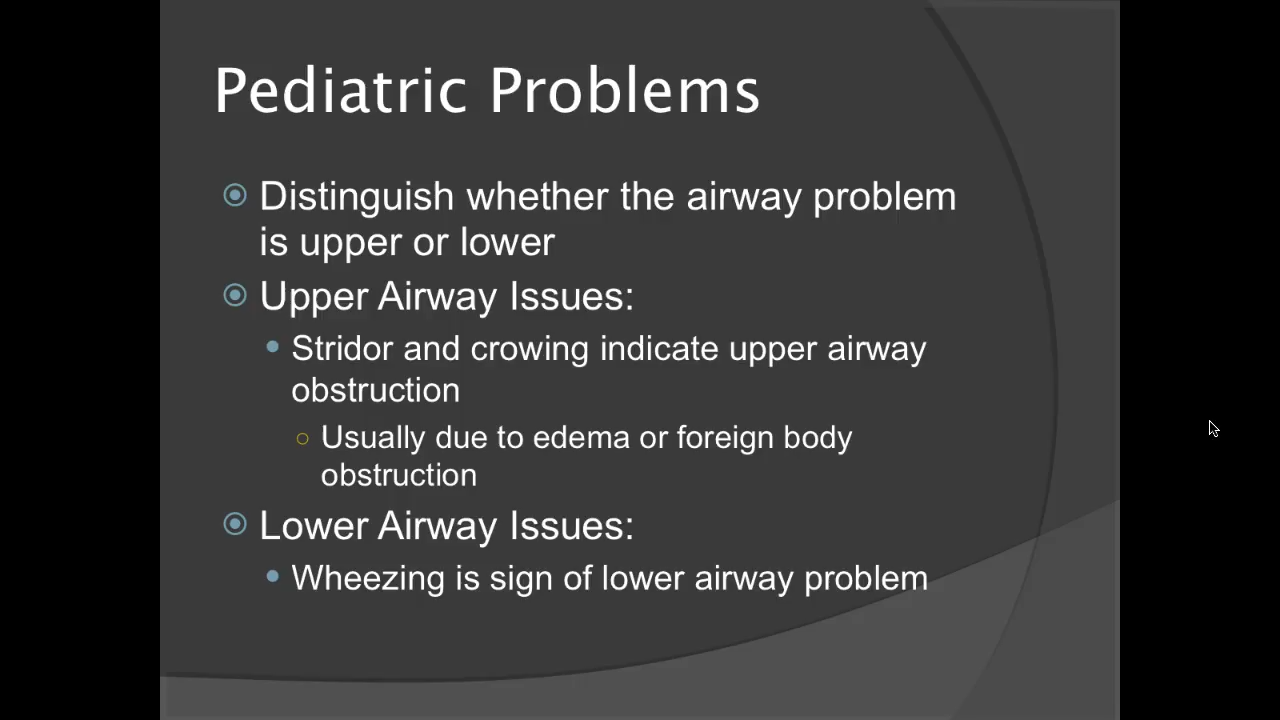 Pediatric Problems
Distinguish whether the airway problem
is upper or lower
Upper Airway Issues:
Stridor and crowing indicate upper airway
obstruction
Usually due to edema or foreign body
obstruction
Lower Airway Issues:
Wheezing is sign of lower airway problem